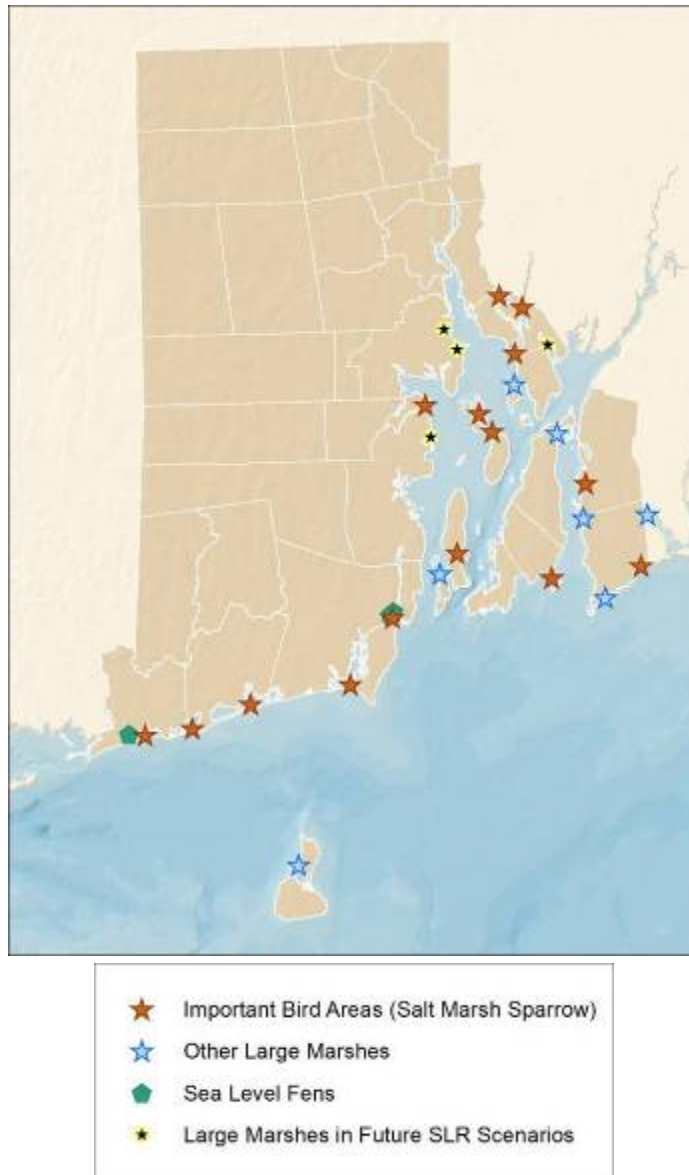 Important Bird Areas (Salt Marsh Sparrow)
Other Large Marshes
Sea Level Fens
Large Marshes in Future SLR Scenarios